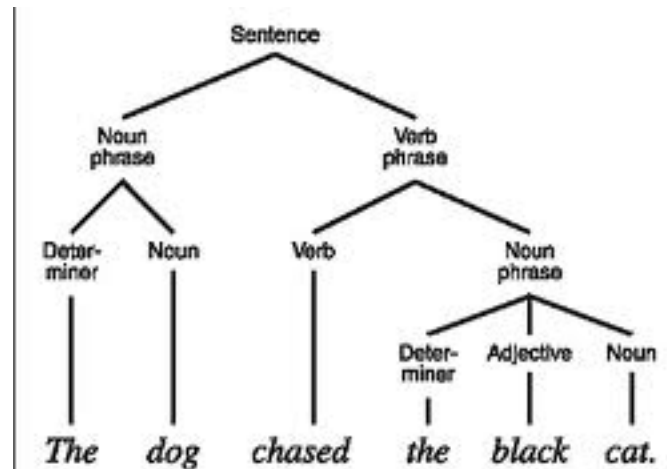 Sentence
Noun
phrase
Verb
phrase
Deter-
miner
Noun
Verb
Noun
phrase
Deter-
miner
Adjective
Noun
The dog chased the black cat.